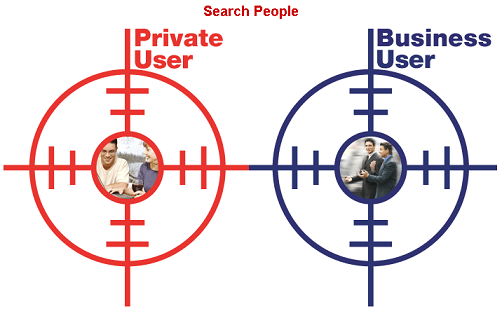 Search People
Private
User
Business
User